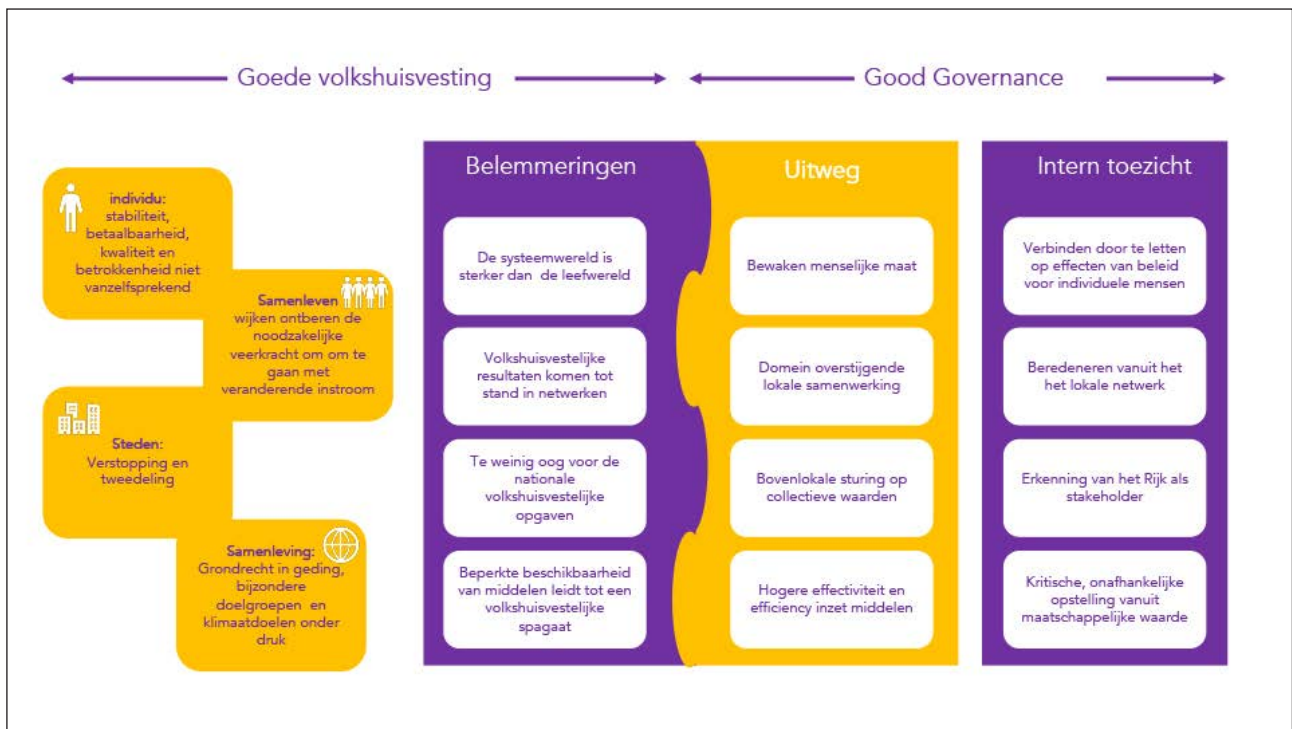 Goede volkshuisvesting
Good Governance
individu:
stabiliteit,
betaalbaarheid,
kwaliteit en
betrokkenheid niet
vanzelfsprekend
Samenleven
wijken ontberen de
noodzakelijke
veerkracht om om te
gaan met
veranderende instroom
Steden:
Verstopping en
tweedeling
Samenleving:
Grondrecht in geding,
bijzondere
doelgroepen en
klimaatdoelen onder
druk
Belemmeringen
De systeemwereld is
sterker dan de leefwereld
Volkshuisvestelijke
resultaten komen tot
stand in netwerken
Te weinig oog voor de
nationale
volkshuisvestelijke
opgaven
Beperkte beschikbaarheid
van middelen leidt tot een
volkshuisvestelijke
spagaat
Uitweg
Bewaken menselijke maat
Domein overstijgende
lokale samenwerking
Bovenlokale sturing op
collectieve waarden
Hogere effectiviteit en
efficiency inzet middelen
Intern toezicht
Verbinden door te letten
op effecten van beleid
voor individuele mensen
Beredeneren vanuit het
het lokale netwerk
Erkenning van het Rijk als
stakeholder
Kritische, onafhankelijke
opstelling vanuit
maatschappelijke waarde